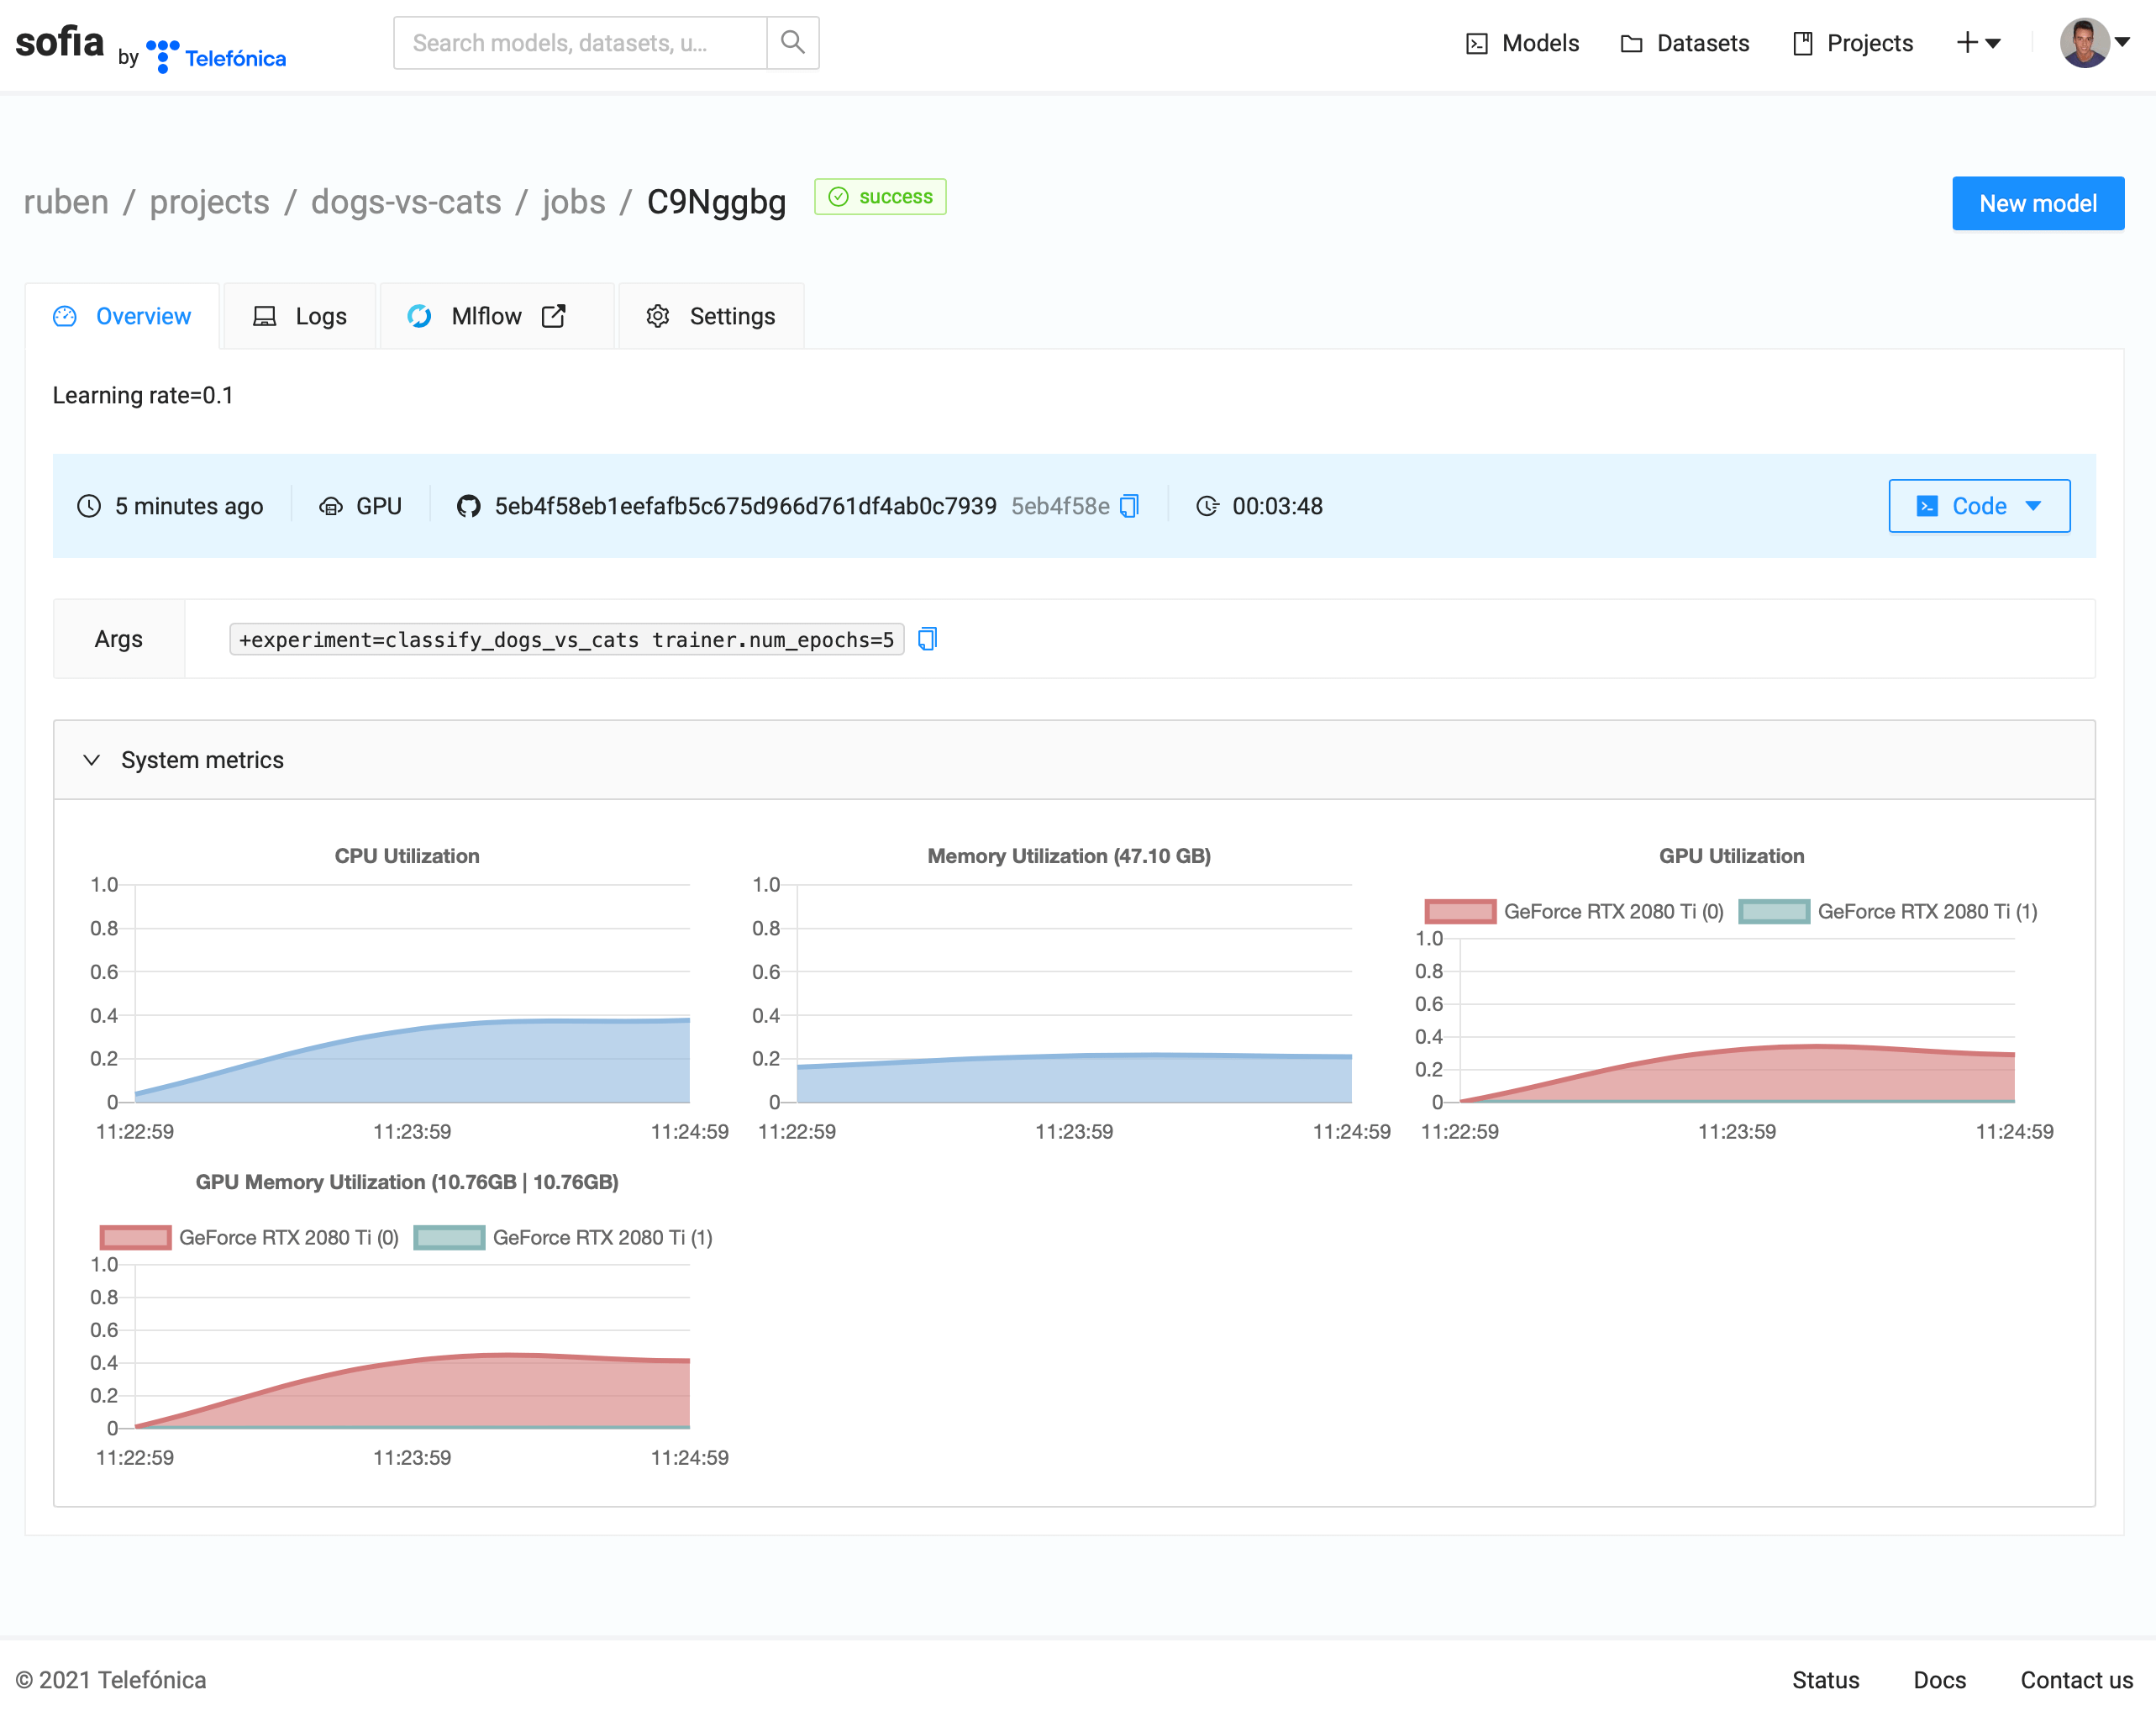 sofia by Telefónica
Search models, datasets, u...
Models Datasets Projects
ruben / projects / dogs-vs-cats / jobs / C9Nggbg success
New model
Overview Logs Mlflow Settings
Learning rate=0.1
5 minutes ago GPU 5eb4f58eb1eefafb5c675d966d761df4ab0c7939 5eb4f58e 00:03:48 Code
Args +experiment=classify_dogs_vs_cats trainer.num_epochs=5
System metrics
CPU Utilization
1.0
0.8
0.6
0.4
0.2
0
11:22:59 11:23:59 11:24:59
Memory Utilization (47.10 GB)
1.0
0.8
0.6
0.4
0.2
0
11:22:59 11:23:59 11:24:59
GPU Utilization
GeForce RTX 2080 Ti (0) GeForce RTX 2080 Ti (1)
1.0
0.8
0.6
0.4
0.2
0
11:22:59 11:23:59 11:24:59
GPU Memory Utilization (10.76GB | 10.76GB)
GeForce RTX 2080 Ti (0) GeForce RTX 2080 Ti (1)
1.0
0.8
0.6
0.4
0.2
0
11:22:59 11:23:59 11:24:59
© 2021 Telefónica
Status Docs Contact us